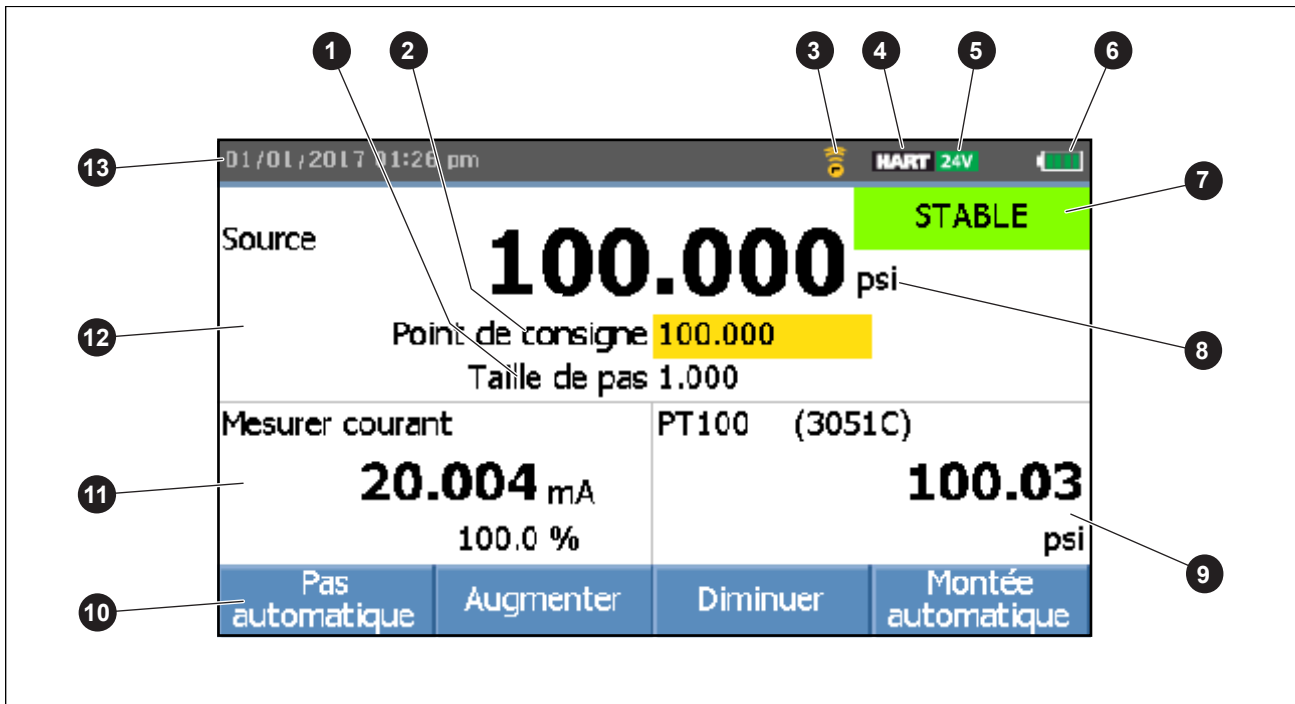 1 2 3 4 5 6
13 01/01/2017 01:26 pm HART 24V
7
STABLE
Source
100.000 psi
12 Point de consigne 100.000
8
Taille de pas 1.000
Mesurer courant PT100 (3051C)
11 20.004 mA 100.03
100.0 % psi
9
10 Pas automatique Augmenter Diminuer Montée automatique